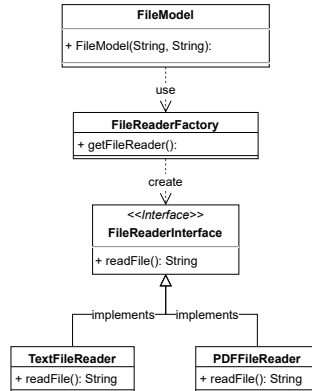 FileModel
+ FileModel(String, String):
use
FileReaderFactory
+ getFileReader():
create
<<Interface>>
FileReaderInterface
+ readFile(): String
implements
implements
TextFileReader
+ readFile(): String
PDFFileReader
+ readFile(): String